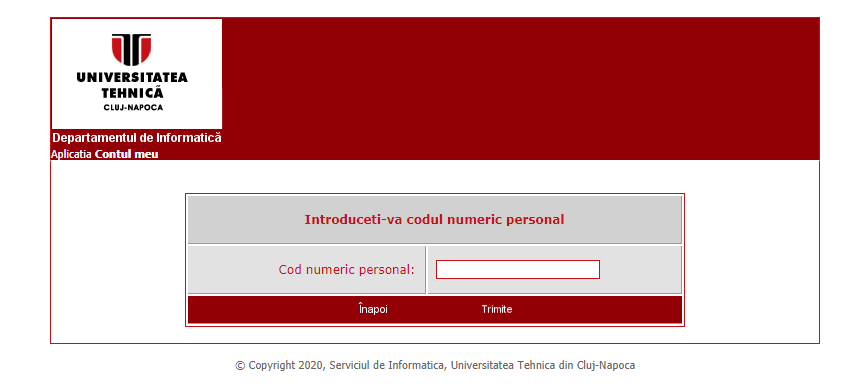 UNIVERSITATEA
TEHNICĂ
CLUJ-NAPOCA
Departamentul de Informatică
Aplicatia Contul meu
Introduceti-va codul numeric personal
Cod numeric personal:
Înapoi Trimite
© Copyright 2020, Serviciul de Informatica, Universitatea Tehnica din Cluj-Napoca